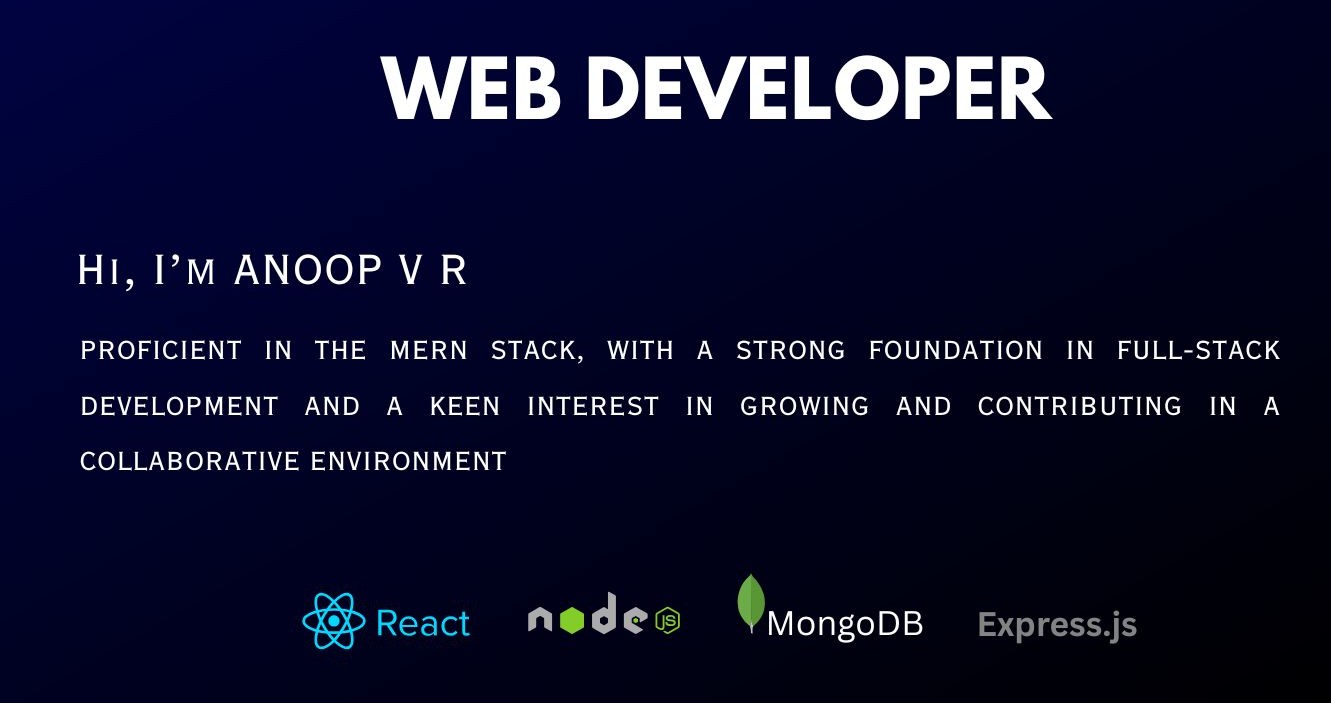 WEB DEVELOPER
HI, I'M ANOOP V R
PROFICIENT IN THE MERN STACK, WITH A STRONG FOUNDATION IN FULL-STACK
DEVELOPMENT AND A KEEN INTEREST IN GROWING AND CONTRIBUTING IN A
COLLABORATIVE ENVIRONMENT
React node JS MongoDB Express.js